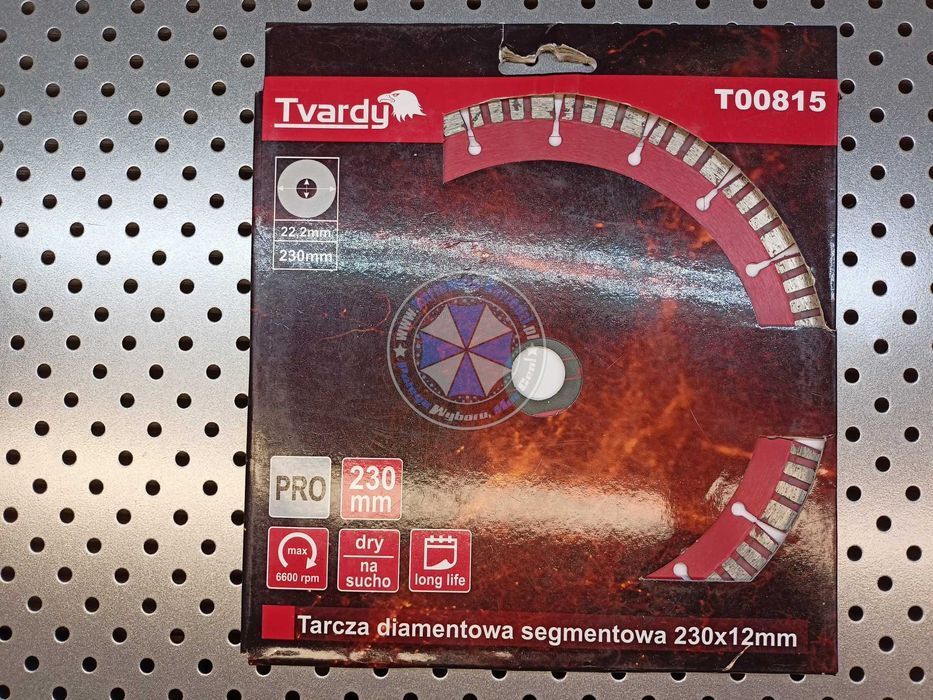 Tvardy
T00815
22,2mm
230mm
PRO
230
mm
max
6600 rpm
dry
na
sucho
long life
Tarcza diamentowa segmentowa 230x12mm